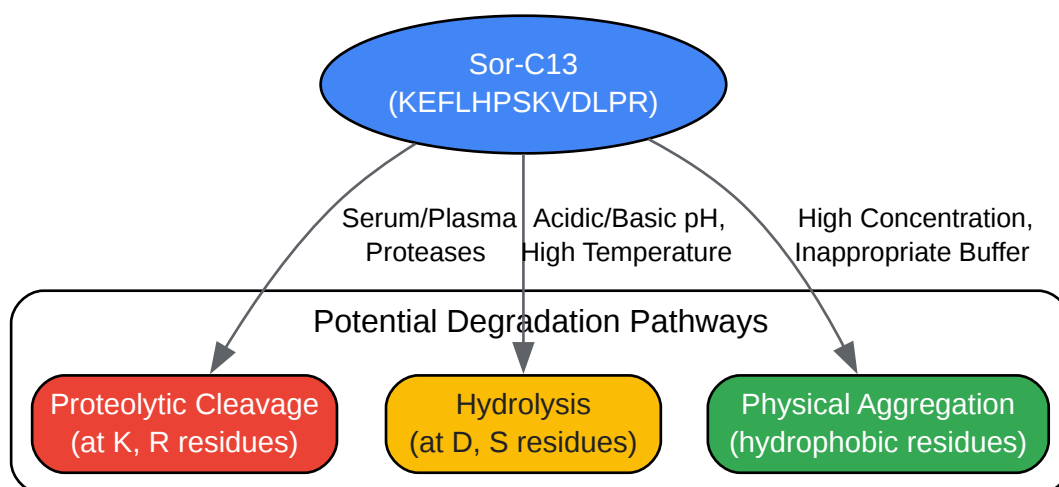 Sor-C13
(KEFLHPSKVDLPR)
Serum/Plasma
Proteases
Acidic/Basic pH,
High Temperature
High Concentration,
Inappropriate Buffer
Potential Degradation Pathways
Proteolytic Cleavage
(at K, R residues)
Hydrolysis
(at D, S residues)
Physical Aggregation
(hydrophobic residues)